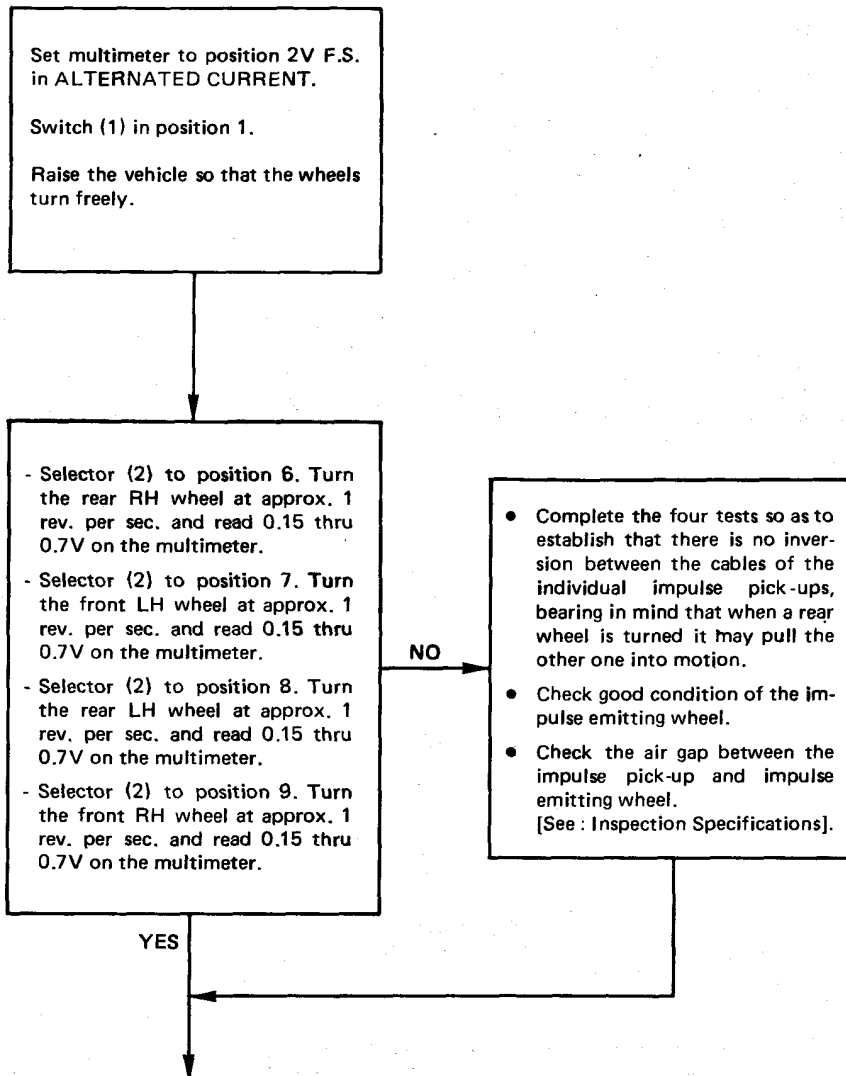 Set multimeter to position 2V F.S.
in ALTERNATED CURRENT.
Switch (1) in position 1.
Raise the vehicle so that the wheels
turn freely.
- Selector (2) to position 6. Turn
the rear RH wheel at approx. 1
rev. per sec. and read 0.15 thru
0.7V on the multimeter.
- Selector (2) to position 7. Turn
the front LH wheel at approx. 1
rev. per sec. and read 0.15 thru
0.7V on the multimeter.
- Selector (2) to position 8. Turn
the rear LH wheel at approx. 1
rev. per sec. and read 0.15 thru
0.7V on the multimeter.
- Selector (2) to position 9. Turn
the front RH wheel at approx. 1
rev. per sec. and read 0.15 thru
0.7V on the multimeter.
NO
● Complete the four tests so as to
establish that there is no inver-
sion between the cables of the
individual impulse pick-ups,
bearing in mind that when a rear
wheel is turned it may pull the
other one into motion.
● Check good condition of the im-
pulse emitting wheel.
● Check the air gap between the
impulse pick-up and impulse
emitting wheel.
[See : Inspection Specifications].
YES